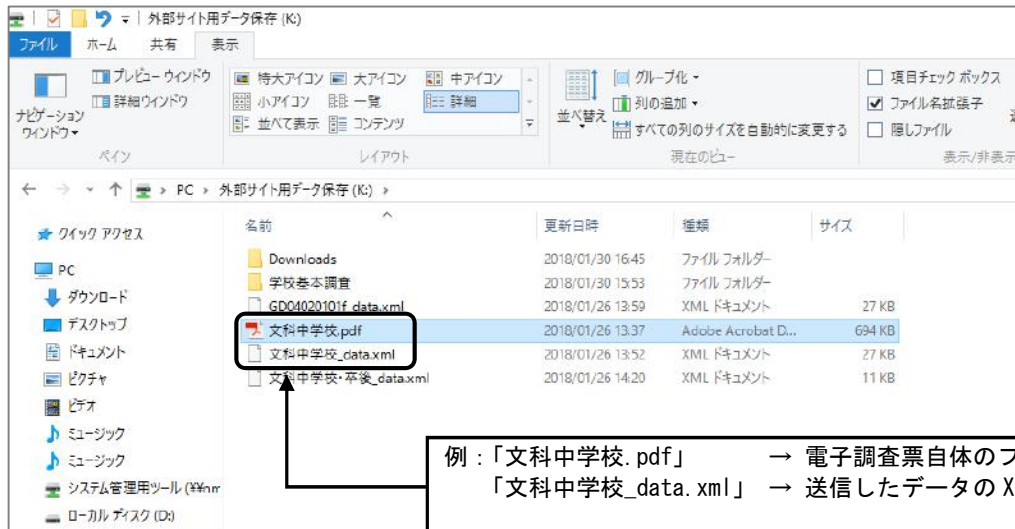 外部サイト用データ保存 (K:)
ファイル ホーム 共有 表示
ナビゲーション ウィンドウ
プレビュー ウィンドウ
詳細ウィンドウ
ペイン
特大アイコン 大アイコン 中アイコン
小アイコン 一覧 詳細
並べて表示 コンテンツ
レイアウト
並べ替え
グループ化
列の追加
すべての列のサイズを自動的に変更する
現在のビュー
項目チェック ボックス
ファイル名拡張子
隠しファイル
表示/非表示
PC › 外部サイト用データ保存 (K:) ›
名前 更新日時 種類 サイズ
Downloads 2018/01/30 16:45 ファイル フォルダー
学校基本調査 2018/01/30 15:53 ファイル フォルダー
GD04020101f_data.xml 2018/01/26 13:59 XML ドキュメント 27 KB
文科中学校.pdf 2018/01/26 13:37 Adobe Acrobat D... 694 KB
文科中学校_data.xml 2018/01/26 13:52 XML ドキュメント 27 KB
文科中学校・卒後_data.xml 2018/01/26 14:20 XML ドキュメント 11 KB
クイック アクセス
PC
ダウンロード
デスクトップ
ドキュメント
ピクチャ
ビデオ
ミュージック
ミュージック
システム管理用ツール (¥¥nm
ローカル ディスク (D:)
例：「文科中学校.pdf」 → 電子調査票自体のフ
「文科中学校_data.xml」 → 送信したデータの X